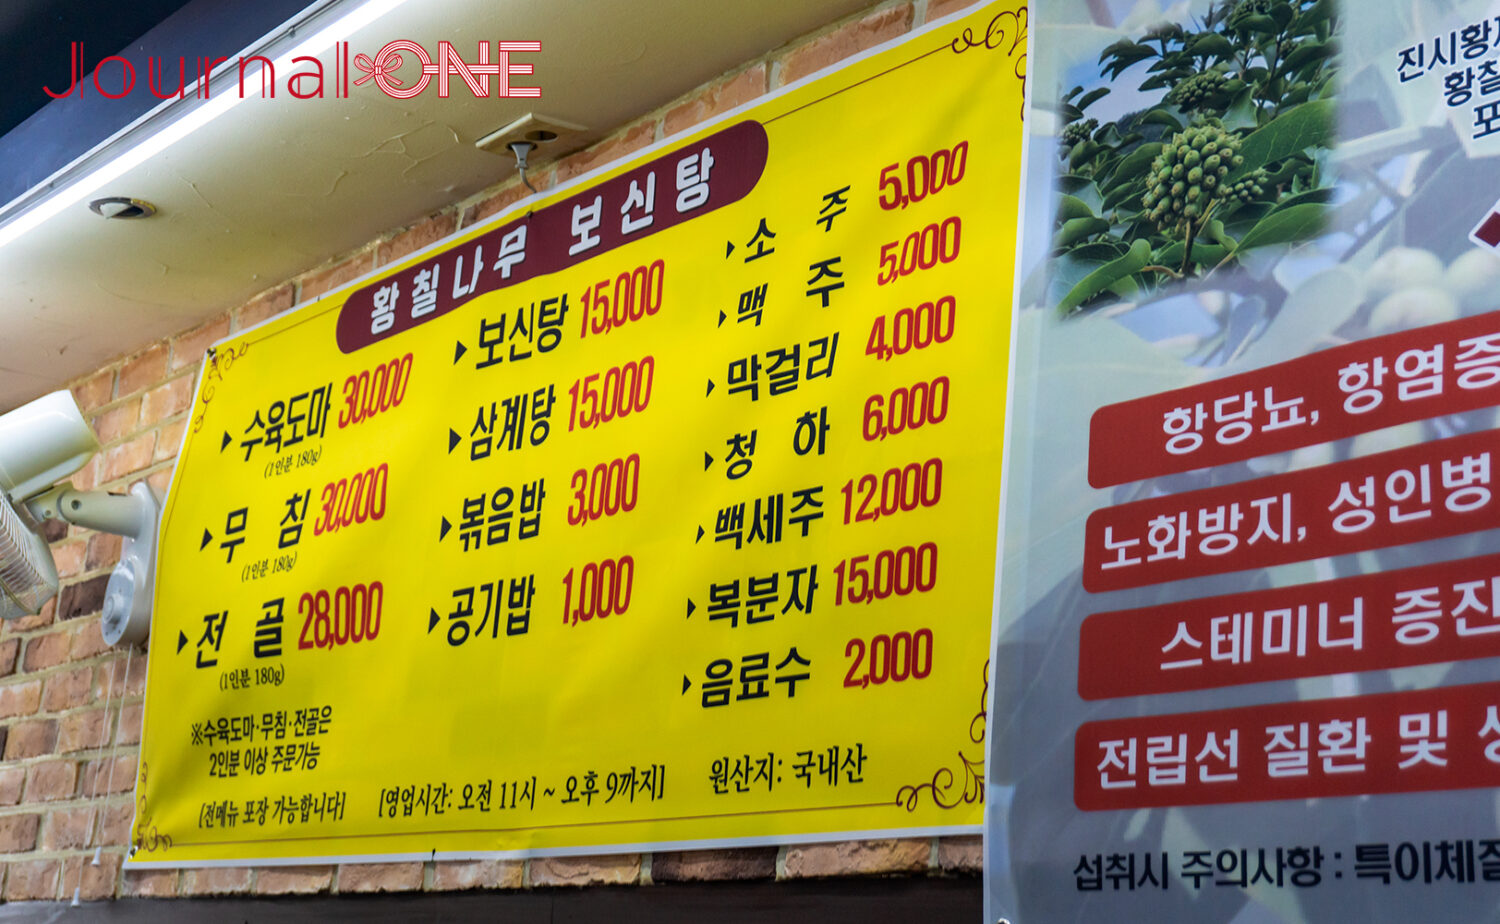 Journal ONE
황칠나무 보신탕
▸수육도마 30,000
(1인분 180g)
▸무 침 30,000
(1인분 180g)
▸전 골 28,000
(1인분 180g)
※수육도마·무침·전골은
2인분 이상 주문가능
[전메뉴 포장 가능합니다]
▸보신탕 15,000
▸삼계탕 15,000
▸볶음밥 3,000
▸공기밥 1,000
[영업시간: 오전 11시 ~ 오후 9까지]
▸소 주 5,000
▸맥 주 5,000
▸막걸리 4,000
▸청 하 6,000
▸백세주 12,000
▸복분자 15,000
▸음료수 2,000
원산지: 국내산
진시황
황칠
항당뇨, 항염증
노화방지, 성인병
스테미너 증진
전립선 질환 및
섭취시 주의사항 : 특이체질